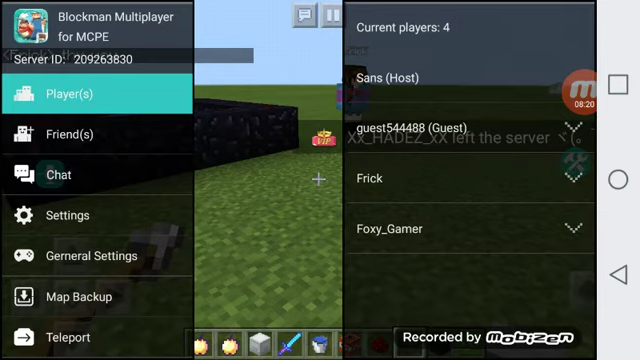 Blockman Multiplayer
for MCPE
Server ID: 209263830
Player(s)
Friend(s)
Chat
Settings
Gerneral Settings
Map Backup
Teleport
VIP
Current players: 4
Sans (Host)
08:20
guest544488 (Guest)
XX_HADEZ_XX left the server
Frick
Foxy_Gamer
Recorded by Mobizen